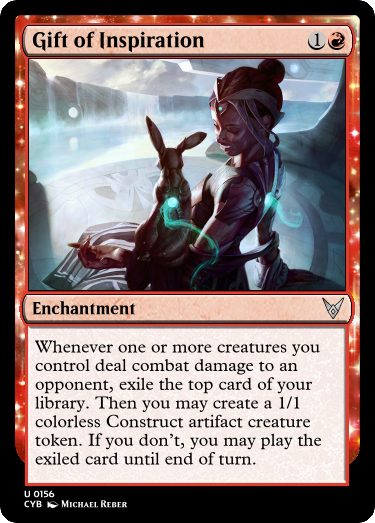 Gift of Inspiration 1
Enchantment
Whenever one or more creatures you
control deal combat damage to an
opponent, exile the top card of your
library. Then you may create a 1/1
colorless Construct artifact creature
token. If you don't, you may play the
exiled card until end of turn.
U 0156
CYB Michael Reber